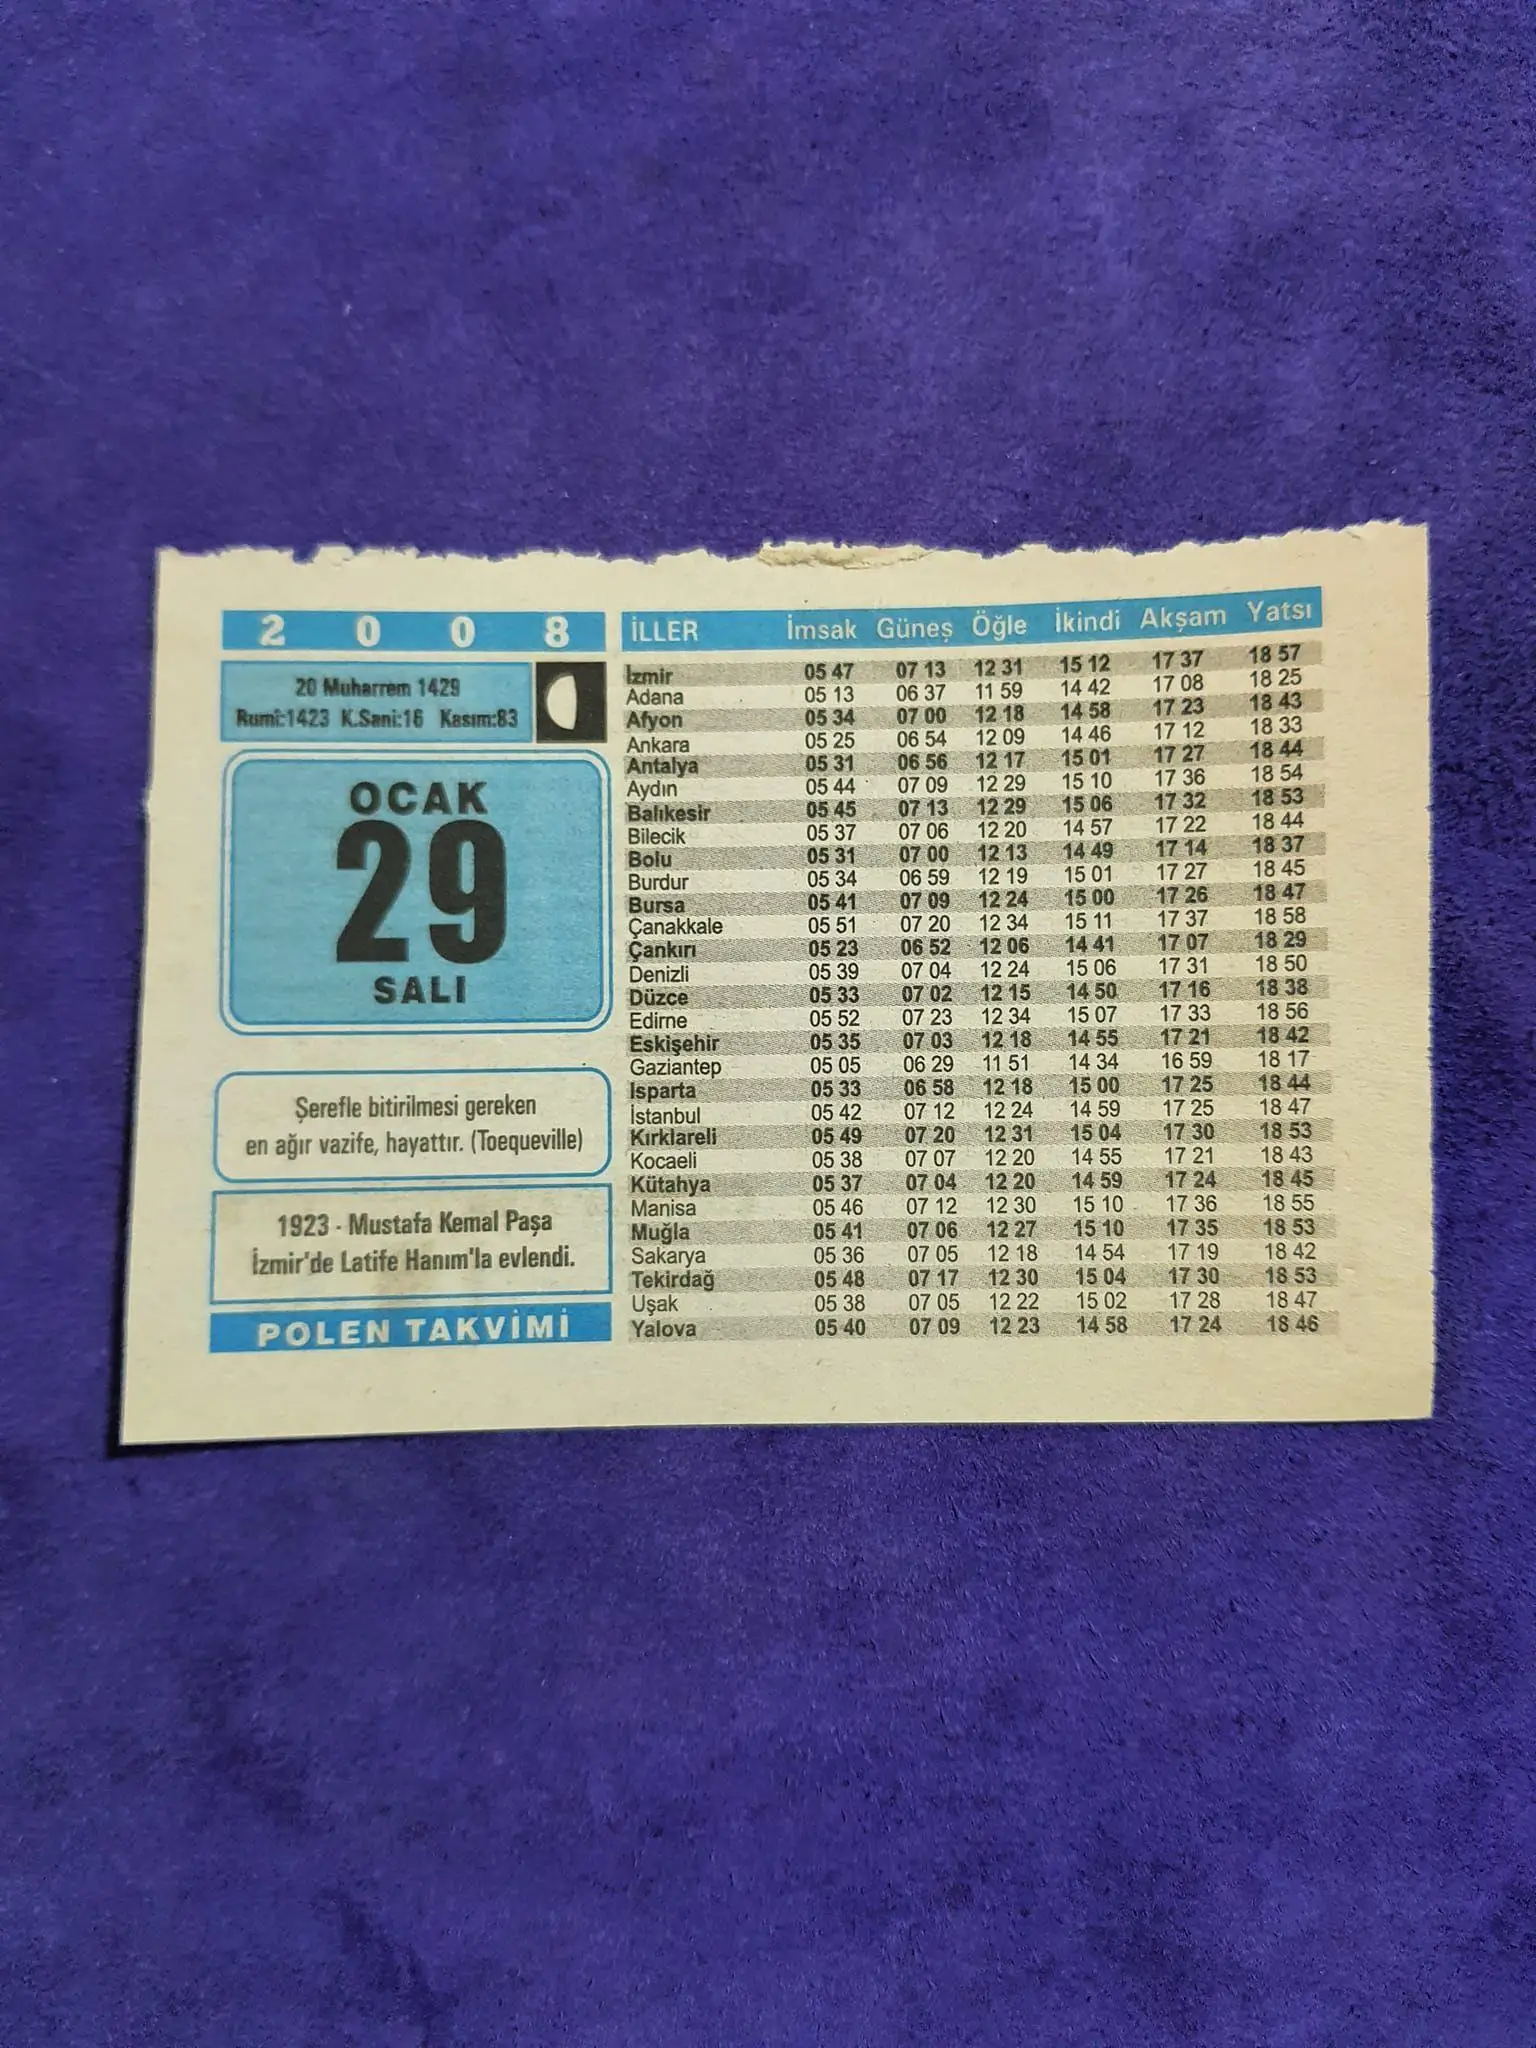 2 0 0 8
20 Muharrem 1429
Rumî:1423 K.Sani:16 Kasım:83
OCAK
29
SALI
Şerefle bitirilmesi gereken
en ağır vazife, hayattır. (Toequeville)
1923 - Mustafa Kemal Paşa
İzmir'de Latife Hanım'la evlendi.
POLEN TAKVİMİ
İLLER İmsak Güneş Öğle İkindi Akşam Yatsı
İzmir 05 47 07 13 12 31 15 12 17 37 18 57
Adana 05 13 06 37 11 59 14 42 17 08 18 25
Afyon 05 34 07 00 12 18 14 58 17 23 18 43
Ankara 05 25 06 54 12 09 14 46 17 12 18 33
Antalya 05 31 06 56 12 17 15 01 17 27 18 44
Aydın 05 44 07 09 12 29 15 10 17 36 18 54
Balıkesir 05 45 07 13 12 29 15 06 17 32 18 53
Bilecik 05 37 07 06 12 20 14 57 17 22 18 44
Bolu 05 31 07 00 12 13 14 49 17 14 18 37
Burdur 05 34 06 59 12 19 15 01 17 27 18 45
Bursa 05 41 07 09 12 24 15 00 17 26 18 47
Çanakkale 05 51 07 20 12 34 15 11 17 37 18 58
Çankırı 05 23 06 52 12 06 14 41 17 07 18 29
Denizli 05 39 07 04 12 24 15 06 17 31 18 50
Düzce 05 33 07 02 12 15 14 50 17 16 18 38
Edirne 05 52 07 23 12 34 15 07 17 33 18 56
Eskişehir 05 35 07 03 12 18 14 55 17 21 18 42
Gaziantep 05 05 06 29 11 51 14 34 16 59 18 17
Isparta 05 33 06 58 12 18 15 00 17 25 18 44
İstanbul 05 42 07 12 12 24 14 59 17 25 18 47
Kırklareli 05 49 07 20 12 31 15 04 17 30 18 53
Kocaeli 05 38 07 07 12 20 14 55 17 21 18 43
Kütahya 05 37 07 04 12 20 14 59 17 24 18 45
Manisa 05 46 07 12 12 30 15 10 17 36 18 55
Muğla 05 41 07 06 12 27 15 10 17 35 18 53
Sakarya 05 36 07 05 12 18 14 54 17 19 18 42
Tekirdağ 05 48 07 17 12 30 15 04 17 30 18 53
Uşak 05 38 07 05 12 22 15 02 17 28 18 47
Yalova 05 40 07 09 12 23 14 58 17 24 18 46